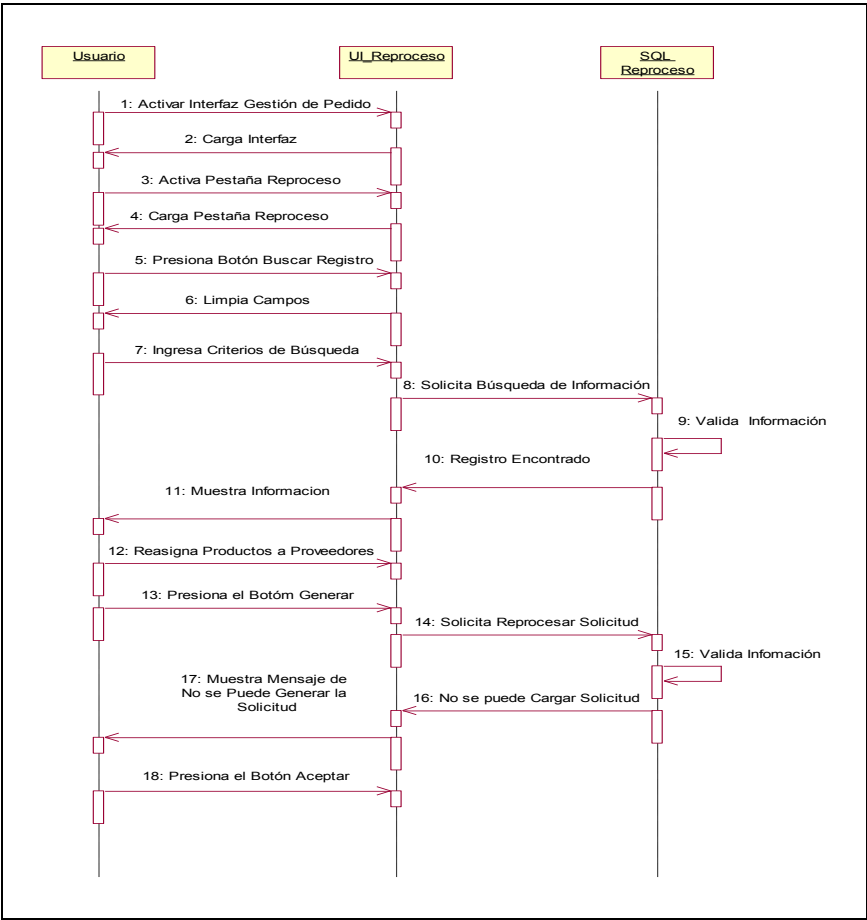 Usuario
UI_Reproceso
SQL_
Reproceso
1: Activar Interfaz Gestión de Pedido
2: Carga Interfaz
3: Activa Pestaña Reproceso
4: Carga Pestaña Reproceso
5: Presiona Botón Buscar Registro
6: Limpia Campos
7: Ingresa Criterios de Búsqueda
8: Solicita Búsqueda de Información
9: Valida Información
10: Registro Encontrado
11: Muestra Informacion
12: Reasigna Productos a Proveedores
13: Presiona el Botóm Generar
14: Solicita Reprocesar Solicitud
15: Valida Infomación
16: No se puede Cargar Solicitud
17: Muestra Mensaje de
No se Puede Generar la
Solicitud
18: Presiona el Botón Aceptar